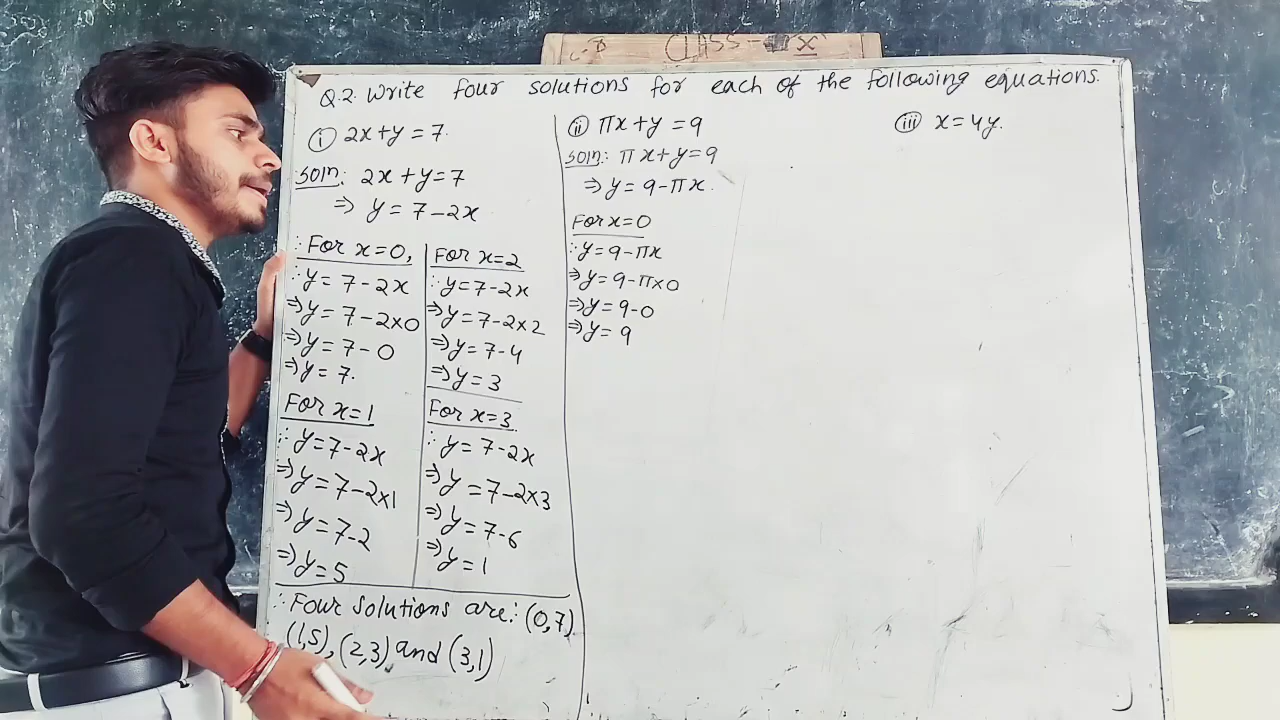 C-B CLASS - IX
Q.2. Write four solutions for each of the following equations.
(i) 2x+y=7.
Soln: 2x+y=7
⇒ y=7-2x
∴ For x=0,
∴ y=7-2x
⇒ y=7-2×0
⇒ y=7-0
⇒ y=7.
For x=1
∴ y=7-2x
⇒ y=7-2×1
⇒ y=7-2
⇒ y=5
For x=2
∴ y=7-2x
⇒ y=7-2×2
⇒ y=7-4
⇒ y=3
For x=3.
∴ y=7-2x
⇒ y=7-2×3
⇒ y=7-6
⇒ y=1
∴ Four solutions are: (0,7)
(1,5), (2,3) and (3,1)
(ii) πx+y=9
Soln: πx+y=9
⇒ y=9-πx.
For x=0
∴ y=9-πx
⇒ y=9-π×0
⇒ y=9-0
⇒ y=9
(iii) x=4y.